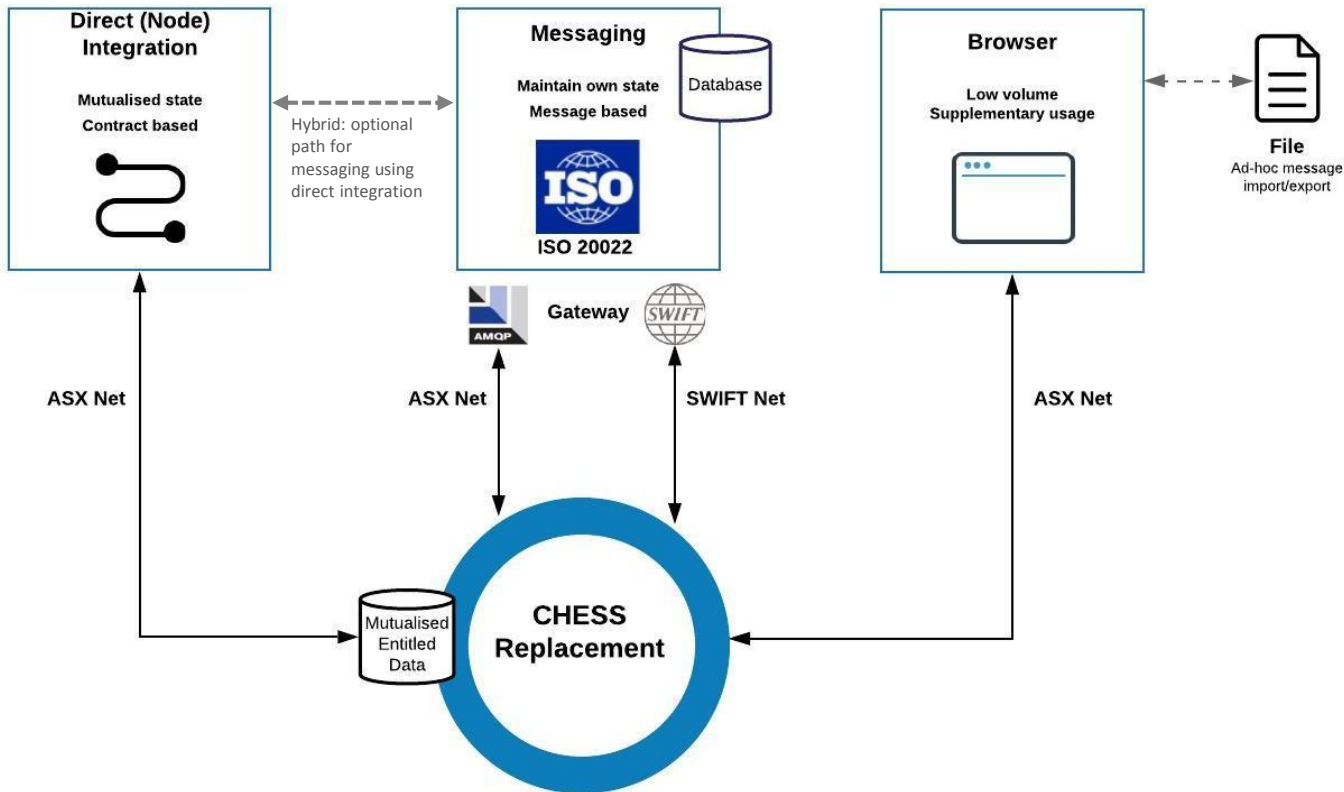 Direct (Node)
Integration
Mutualised state
Contract based
Hybrid: optional
path for
messaging using
direct integration
Messaging
Maintain own state
Message based
Database
ISO
ISO 20022
Browser
Low volume
Supplementary usage
File
Ad-hoc message
import/export
AMQP
Gateway
SWIFT
ASX Net
ASX Net
SWIFT Net
ASX Net
Mutualised
Entitled
Data
CHESS
Replacement